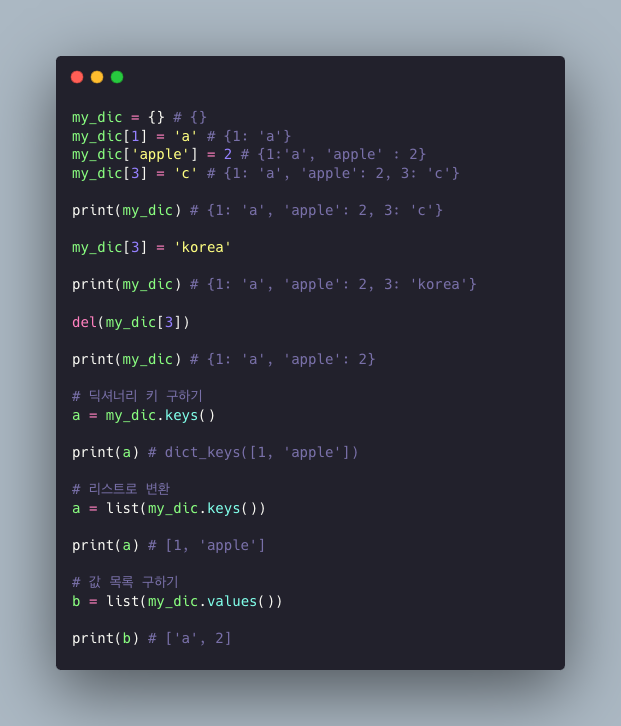 my_dic = {} # {}
my_dic[1] = 'a' # {1: 'a'}
my_dic['apple'] = 2 # {1:'a', 'apple' : 2}
my_dic[3] = 'c' # {1: 'a', 'apple': 2, 3: 'c'}
print(my_dic) # {1: 'a', 'apple': 2, 3: 'c'}
my_dic[3] = 'korea'
print(my_dic) # {1: 'a', 'apple': 2, 3: 'korea'}
del(my_dic[3])
print(my_dic) # {1: 'a', 'apple': 2}
# 딕셔너리 키 구하기
a = my_dic.keys()
print(a) # dict_keys([1, 'apple'])
# 리스트로 변환
a = list(my_dic.keys())
print(a) # [1, 'apple']
# 값 목록 구하기
b = list(my_dic.values())
print(b) # ['a', 2]